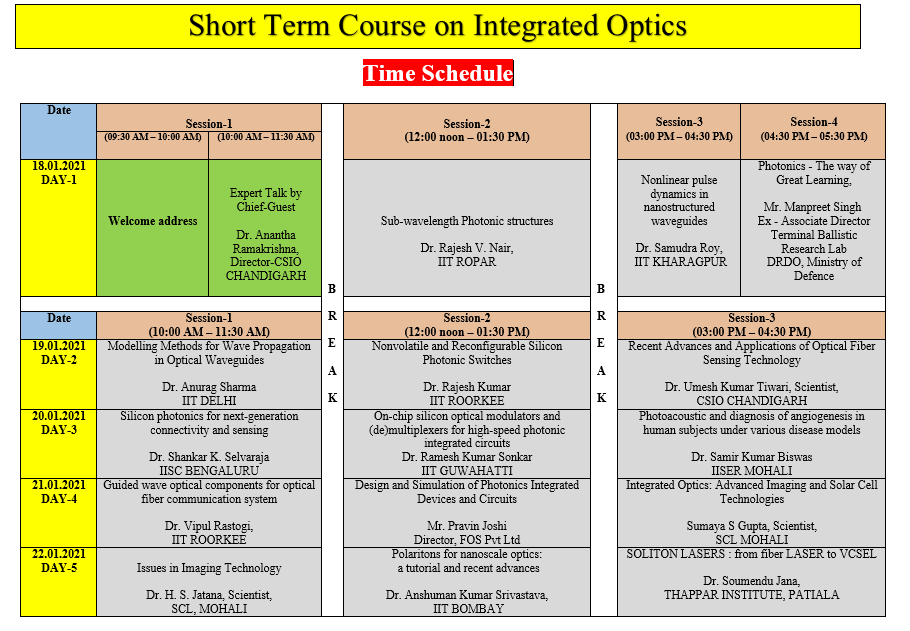 Short Term Course on Integrated Optics
Time Schedule
Date
Session-1
(09:30 AM – 10:00 AM)
(10:00 AM – 11:30 AM)
Session-2
(12:00 noon – 01:30 PM)
Session-3
(03:00 PM – 04:30 PM)
Session-4
(04:30 PM – 05:30 PM)
18.01.2021
DAY-1
Welcome address
Expert Talk by
Chief-Guest
Dr. Anantha
Ramakrishna,
Director-CSIO
CHANDIGARH
Sub-wavelength Photonic structures
Dr. Rajesh V. Nair,
IIT ROPAR
Nonlinear pulse
dynamics in
nanostructured
waveguides
Dr. Samudra Roy,
IIT KHARAGPUR
Photonics - The way of
Great Learning,
Mr. Manpreet Singh
Ex - Associate Director
Terminal Ballistic
Research Lab
DRDO, Ministry of
Defence
B
R
E
A
K
B
R
E
A
K
Date
Session-1
(10:00 AM – 11:30 AM)
Session-2
(12:00 noon – 01:30 PM)
Session-3
(03:00 PM – 04:30 PM)
19.01.2021
DAY-2
Modelling Methods for Wave Propagation
in Optical Waveguides
Dr. Anurag Sharma
IIT DELHI
Nonvolatile and Reconfigurable Silicon
Photonic Switches
Dr. Rajesh Kumar
IIT ROORKEE
Recent Advances and Applications of Optical Fiber
Sensing Technology
Dr. Umesh Kumar Tiwari, Scientist,
CSIO CHANDIGARH
20.01.2021
DAY-3
Silicon photonics for next-generation
connectivity and sensing
Dr. Shankar K. Selvaraja
IISC BENGALURU
On-chip silicon optical modulators and
(de)multiplexers for high-speed photonic
integrated circuits
Dr. Ramesh Kumar Sonkar
IIT GUWAHATTI
Photoacoustic and diagnosis of angiogenesis in
human subjects under various disease models
Dr. Samir Kumar Biswas
IISER MOHALI
21.01.2021
DAY-4
Guided wave optical components for optical
fiber communication system
Dr. Vipul Rastogi,
IIT ROORKEE
Design and Simulation of Photonics Integrated
Devices and Circuits
Mr. Pravin Joshi
Director, FOS Pvt Ltd
Integrated Optics: Advanced Imaging and Solar Cell
Technologies
Sumaya S Gupta, Scientist,
SCL MOHALI
22.01.2021
DAY-5
Issues in Imaging Technology
Dr. H. S. Jatana, Scientist,
SCL, MOHALI
Polaritons for nanoscale optics:
a tutorial and recent advances
Dr. Anshuman Kumar Srivastava,
IIT BOMBAY
SOLITON LASERS : from fiber LASER to VCSEL
Dr. Soumendu Jana,
THAPPAR INSTITUTE, PATIALA